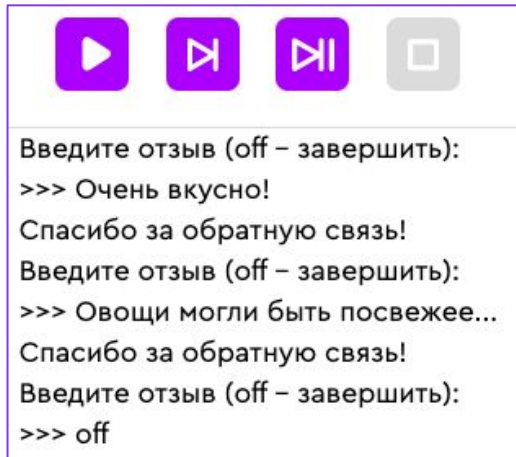 Введите отзыв (off – завершить):
>>> Очень вкусно!
Спасибо за обратную связь!
Введите отзыв (off – завершить):
>>> Овощи могли быть посвежее...
Спасибо за обратную связь!
Введите отзыв (off – завершить):
>>> off